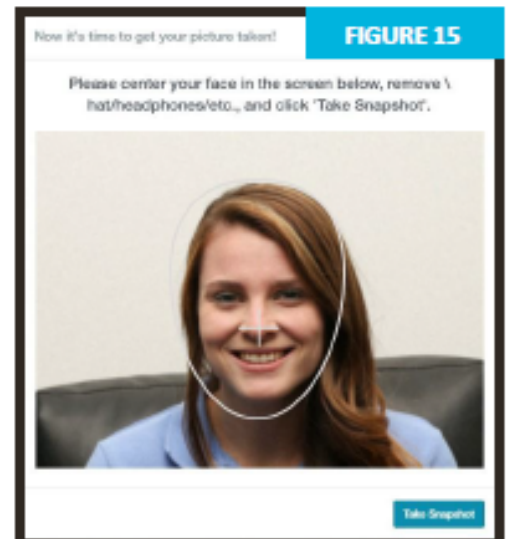 Now it's time to get your picture taken!
FIGURE 15
Please center your face in the screen below, remove \
hat/headphones/etc., and click 'Take Snapshot'.
Take Snapshot